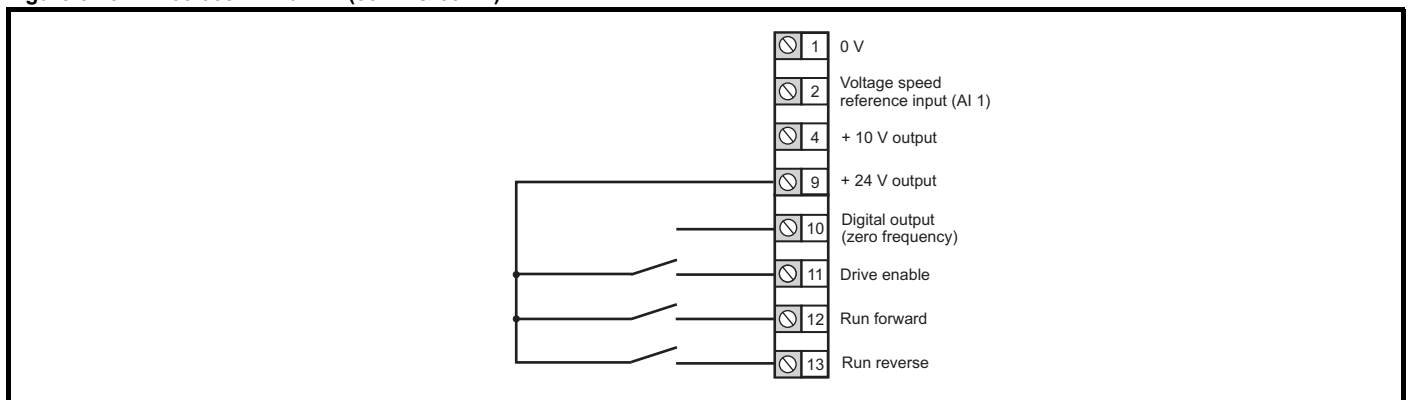 1 0 V
2 Voltage speed
reference input (AI 1)
4 + 10 V output
9 + 24 V output
10 Digital output
(zero frequency)
11 Drive enable
12 Run forward
13 Run reverse